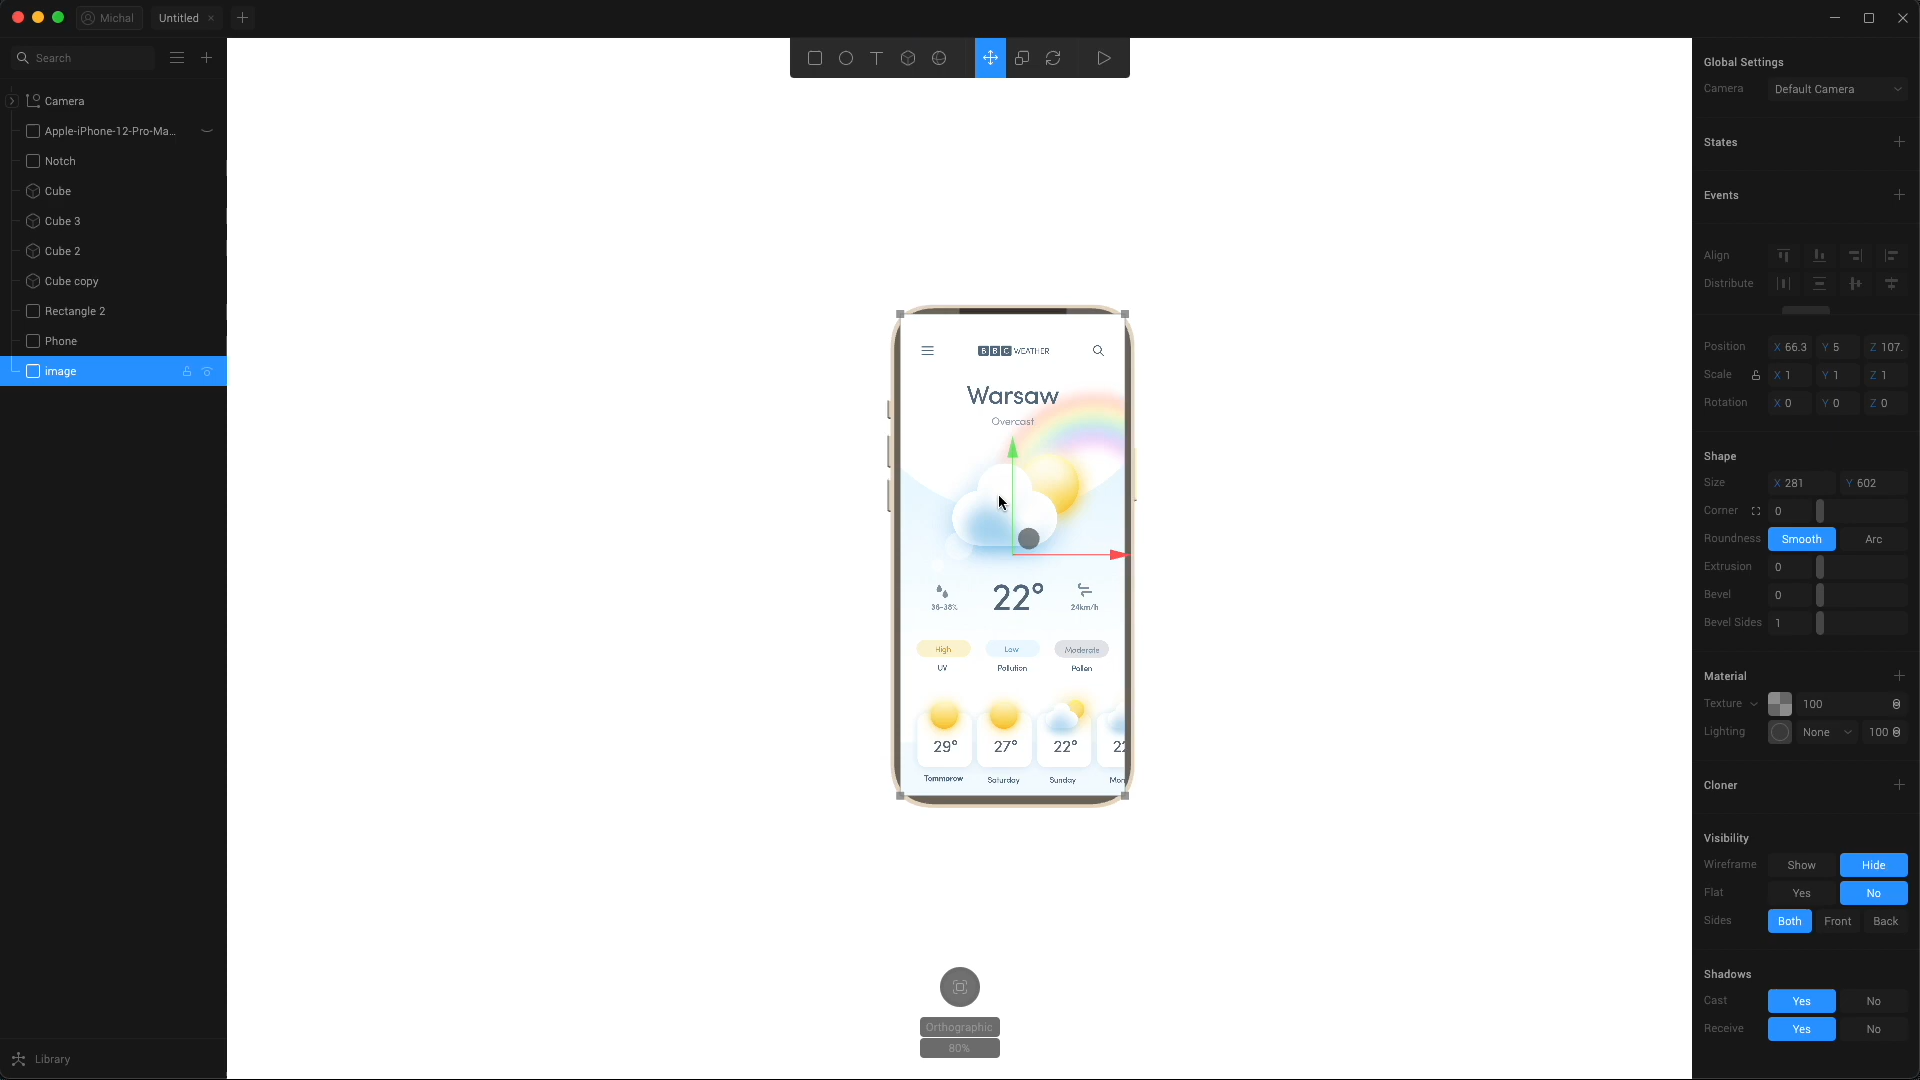 Michal
Untitled
Search
Camera
Apple-iPhone-12-Pro-Ma...
Notch
Cube
Cube 3
Cube 2
Cube copy
Rectangle 2
Phone
image
Library
BBC WEATHER
Warsaw
Overcast
36-38%
22°
24km/h
High
Low
Moderate
UV
Pollution
Pollen
29°
27°
22°
22
Tommorow
Saturday
Sunday
Mon
Orthographic
80%
Global Settings
Camera
Default Camera
States
Events
Align
Distribute
Position X 66.3 Y 5 Z 107.
Scale X 1 Y 1 Z 1
Rotation X 0 Y 0 Z 0
Shape
Size X 281 Y 602
Corner 0
Roundness Smooth Arc
Extrusion 0
Bevel 0
Bevel Sides 1
Material
Texture 100
Lighting None 100
Cloner
Visibility
Wireframe Show Hide
Flat Yes No
Sides Both Front Back
Shadows
Cast Yes No
Receive Yes No